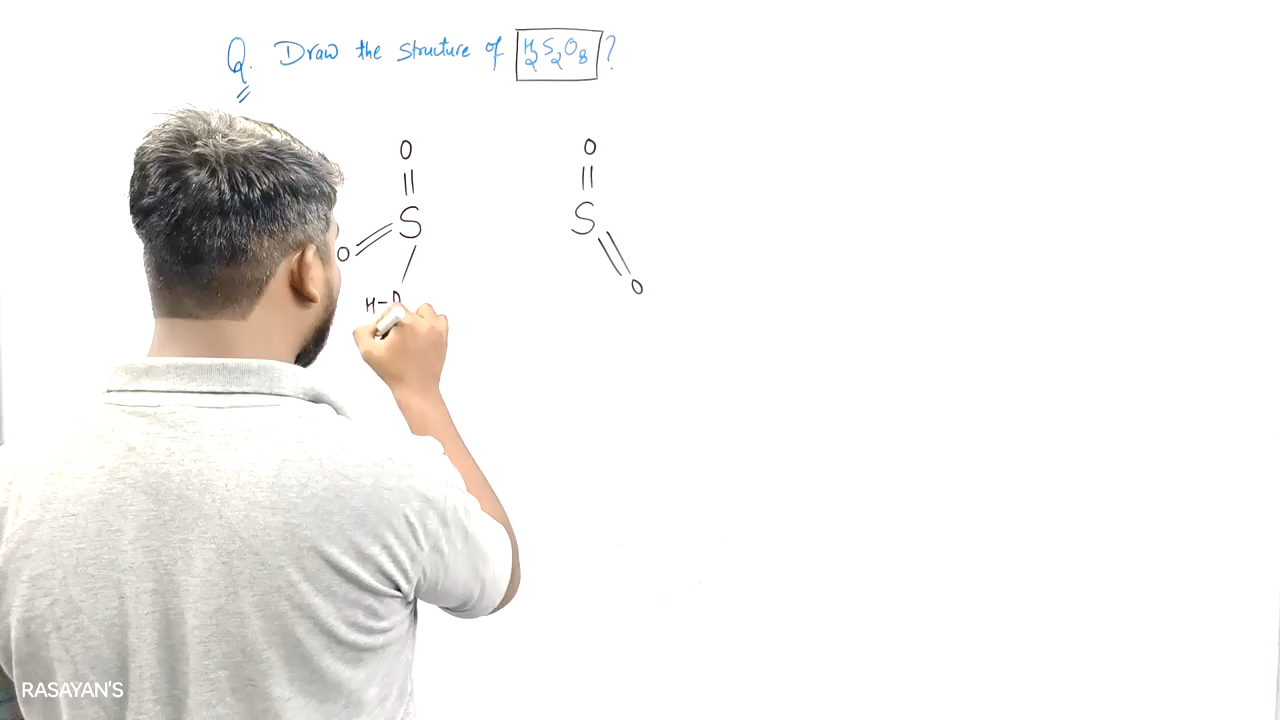 Q. Draw the structure of H2S2O8 ?
O O
S S
O
H-O O
RASAYAN'S